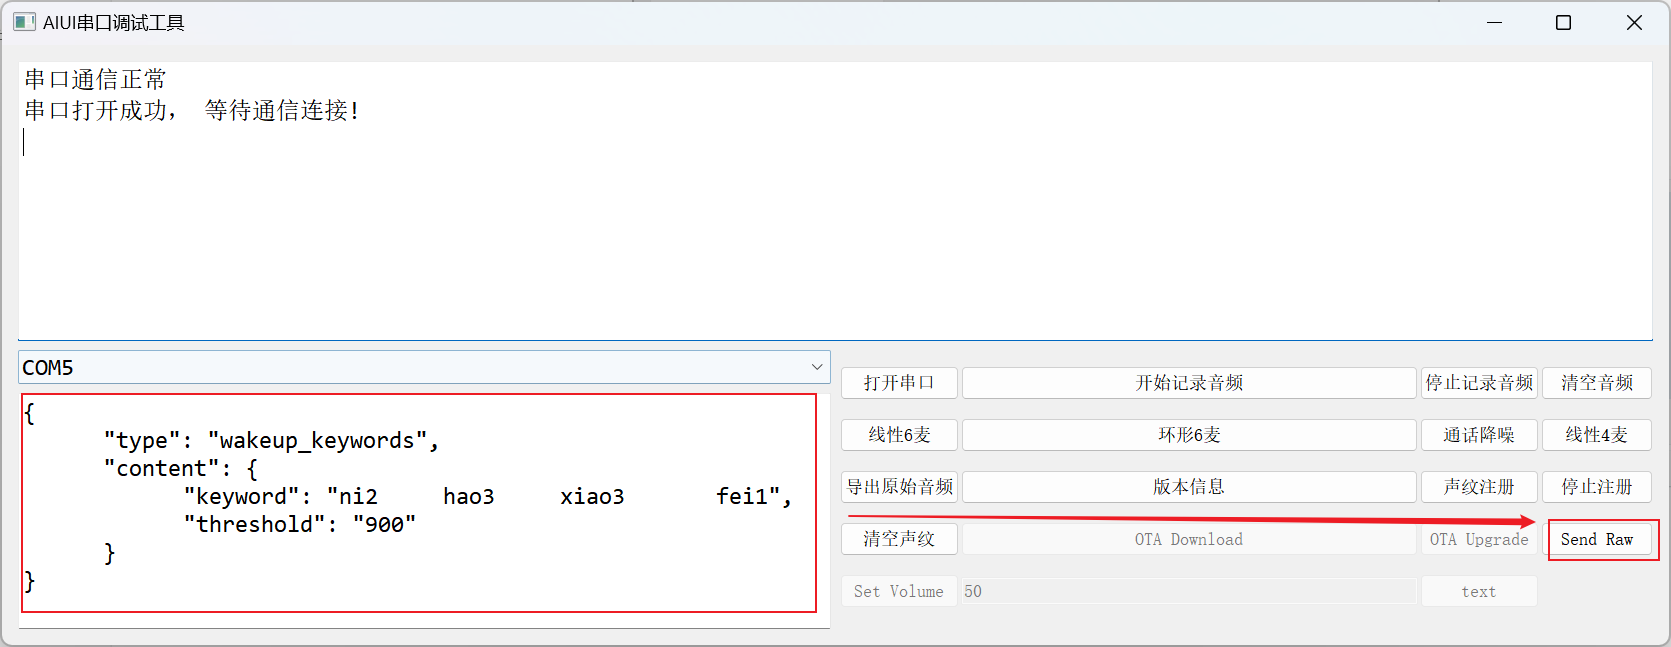 AIUI串口调试工具
串口通信正常
串口打开成功， 等待通信连接!
COM5
{
"type": "wakeup_keywords",
"content": {
"keyword": "ni2 hao3 xiao3 fei1",
"threshold": "900"
}
}
打开串口 开始记录音频 停止记录音频 清空音频
线性6麦 环形6麦 通话降噪 线性4麦
导出原始音频 版本信息 声纹注册 停止注册
清空声纹 OTA Download OTA Upgrade Send Raw
Set Volume 50 text